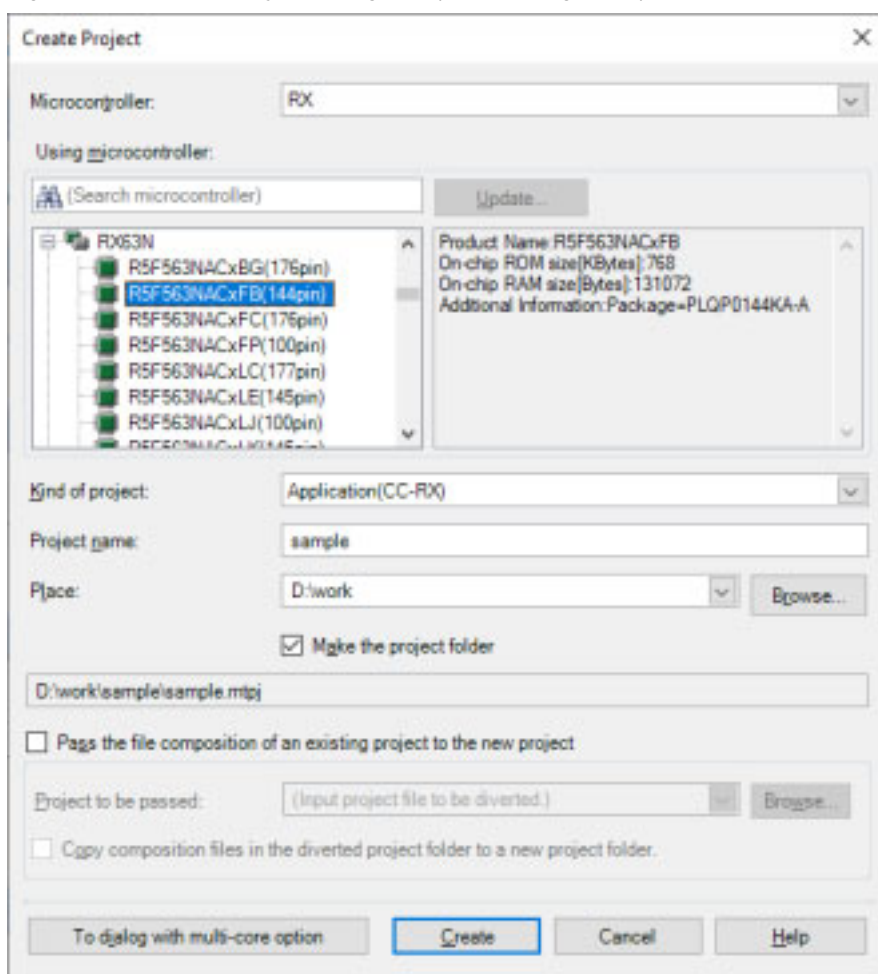 Create Project
Microcontroller: RX
Using microcontroller:
(Search microcontroller) Update...
RX63N
R5F563NACxBG(176pin)
R5F563NACxFB(144pin)
R5F563NACxFC(176pin)
R5F563NACxFP(100pin)
R5F563NACxLC(177pin)
R5F563NACxLE(145pin)
R5F563NACxLJ(100pin)
Product Name:R5F563NACxFB
On-chip ROM size[KBytes]:768
On-chip RAM size[Bytes]:131072
Additional Information:Package=PLQP0144KA-A
Kind of project: Application(CC-RX)
Project name: sample
Place: D:\work Browse...
Make the project folder
D:\work\sample\sample.mtpj
Pass the file composition of an existing project to the new project
Project to be passed: (Input project file to be diverted.) Browse...
Copy composition files in the diverted project folder to a new project folder.
To dialog with multi-core option Create Cancel Help